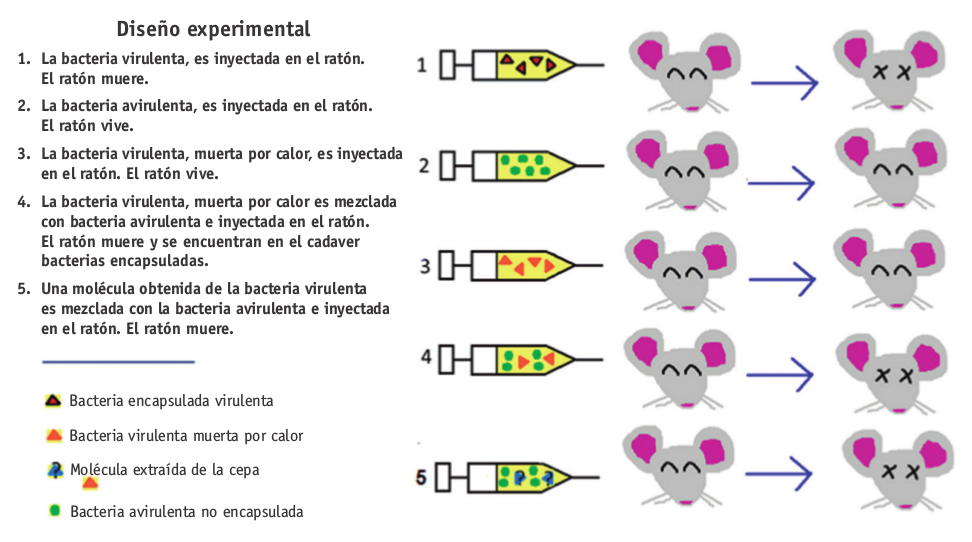 Diseño experimental
1. La bacteria virulenta, es inyectada en el ratón.
El ratón muere.
2. La bacteria avirulenta, es inyectada en el ratón.
El ratón vive.
3. La bacteria virulenta, muerta por calor, es inyectada
en el ratón. El ratón vive.
4. La bacteria virulenta, muerta por calor es mezclada
con bacteria avirulenta e inyectada en el ratón.
El ratón muere y se encuentran en el cadaver
bacterias encapsuladas.
5. Una molécula obtenida de la bacteria virulenta
es mezclada con la bacteria avirulenta e inyectada
en el ratón. El ratón muere.
Bacteria encapsulada virulenta
Bacteria virulenta muerta por calor
Molécula extraída de la cepa
Bacteria avirulenta no encapsulada
1
2
3
4
5